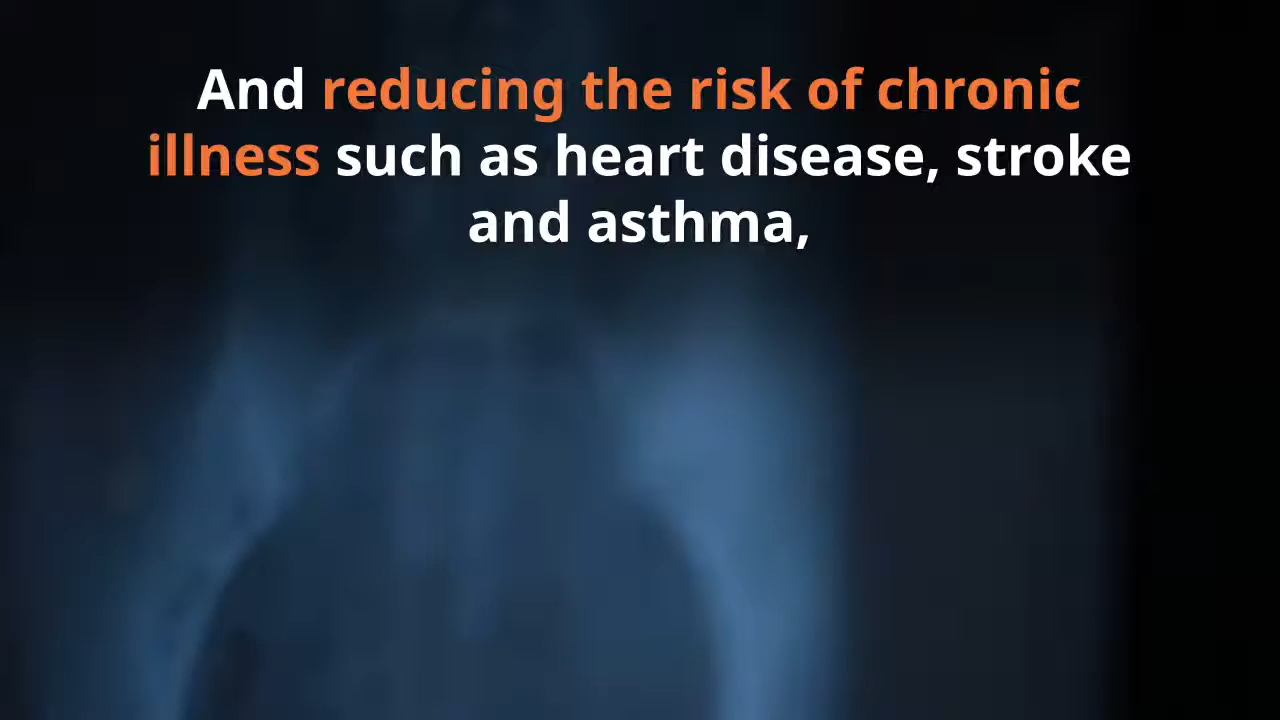 And reducing the risk of chronic
illness such as heart disease, stroke
and asthma,